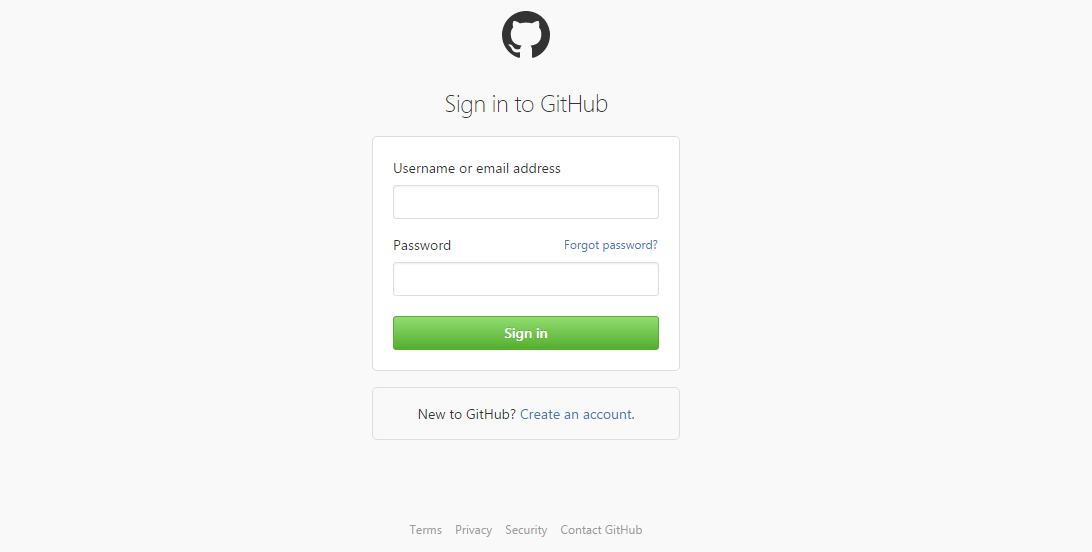 Sign in to GitHub
Username or email address
Password Forgot password?
Sign in
New to GitHub? Create an account.
Terms Privacy Security Contact GitHub